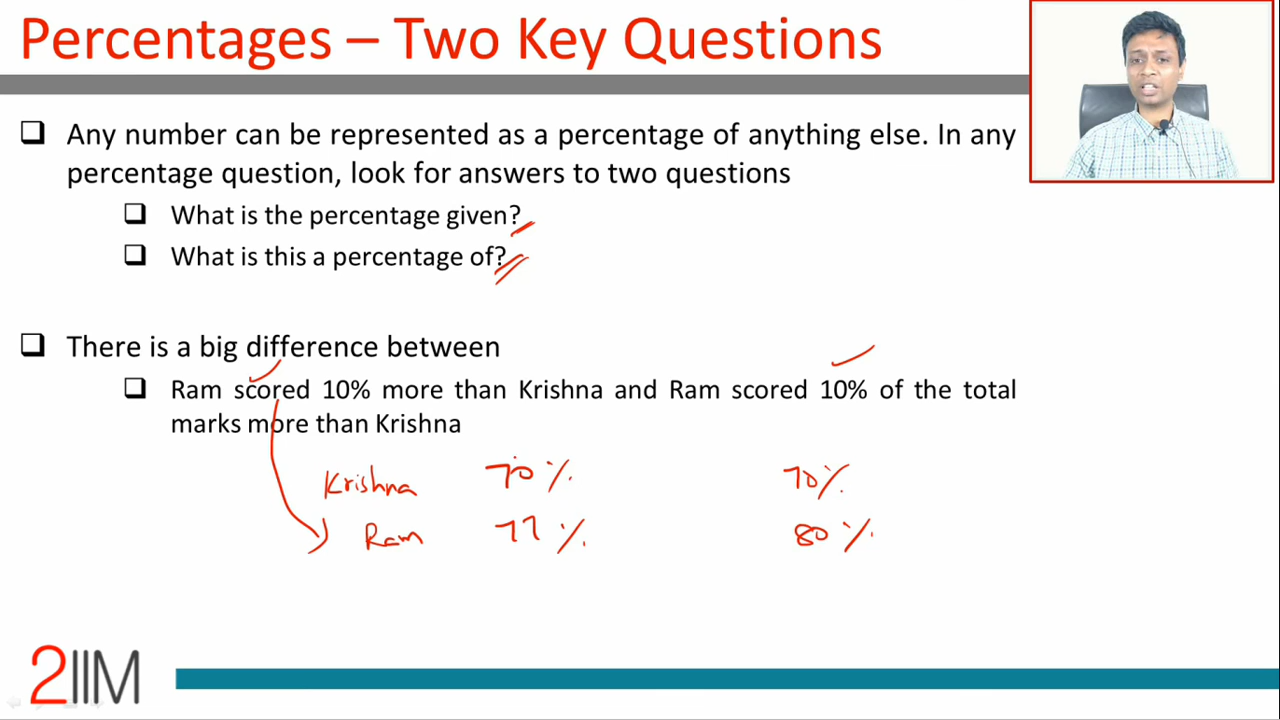 Percentages – Two Key Questions
Any number can be represented as a percentage of anything else. In any
percentage question, look for answers to two questions
What is the percentage given?
What is this a percentage of?
There is a big difference between
Ram scored 10% more than Krishna and Ram scored 10% of the total
marks more than Krishna
Krishna 70% 70%
Ram 77% 80%
2IIM